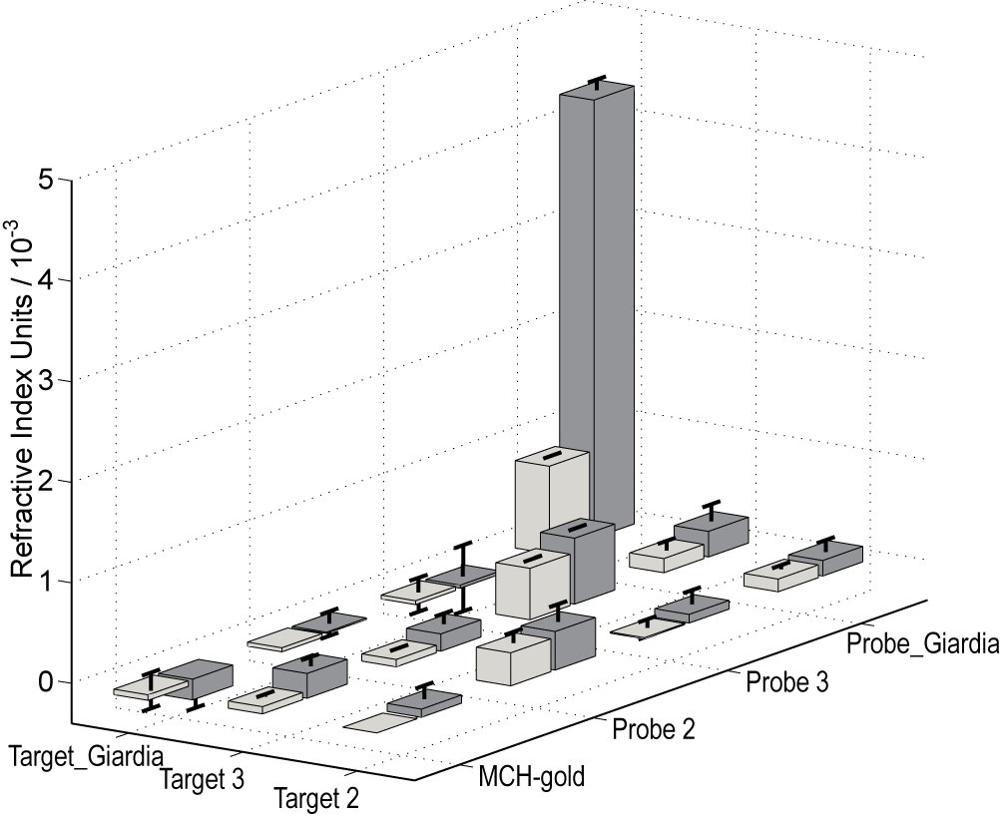 Refractive Index Units / 10-3
5
4
3
2
1
0
Target_Giardia
Target 3
Target 2
MCH-gold
Probe 2
Probe 3
Probe_Giardia